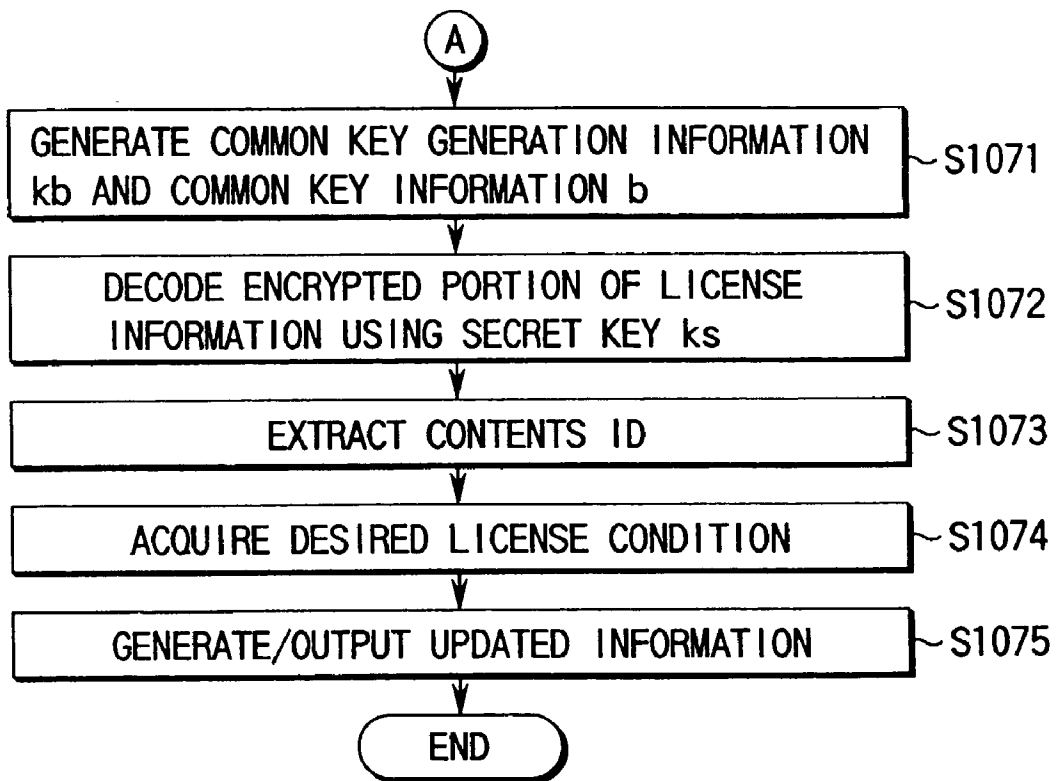 A
GENERATE COMMON KEY GENERATION INFORMATION
kb AND COMMON KEY INFORMATION b
S1071
DECODE ENCRYPTED PORTION OF LICENSE
INFORMATION USING SECRET KEY ks
S1072
EXTRACT CONTENTS ID
S1073
ACQUIRE DESIRED LICENSE CONDITION
S1074
GENERATE/OUTPUT UPDATED INFORMATION
S1075
END